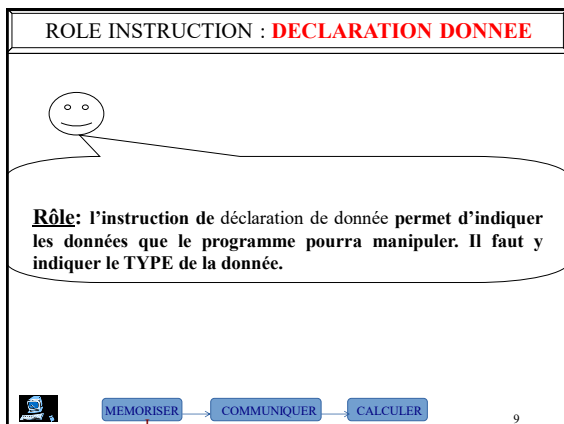 ROLE INSTRUCTION : DECLARATION DONNEE
Rôle: l’instruction de déclaration de donnée permet d’indiquer
les données que le programme pourra manipuler. Il faut y
indiquer le TYPE de la donnée.
MEMORISER COMMUNIQUER CALCULER
9